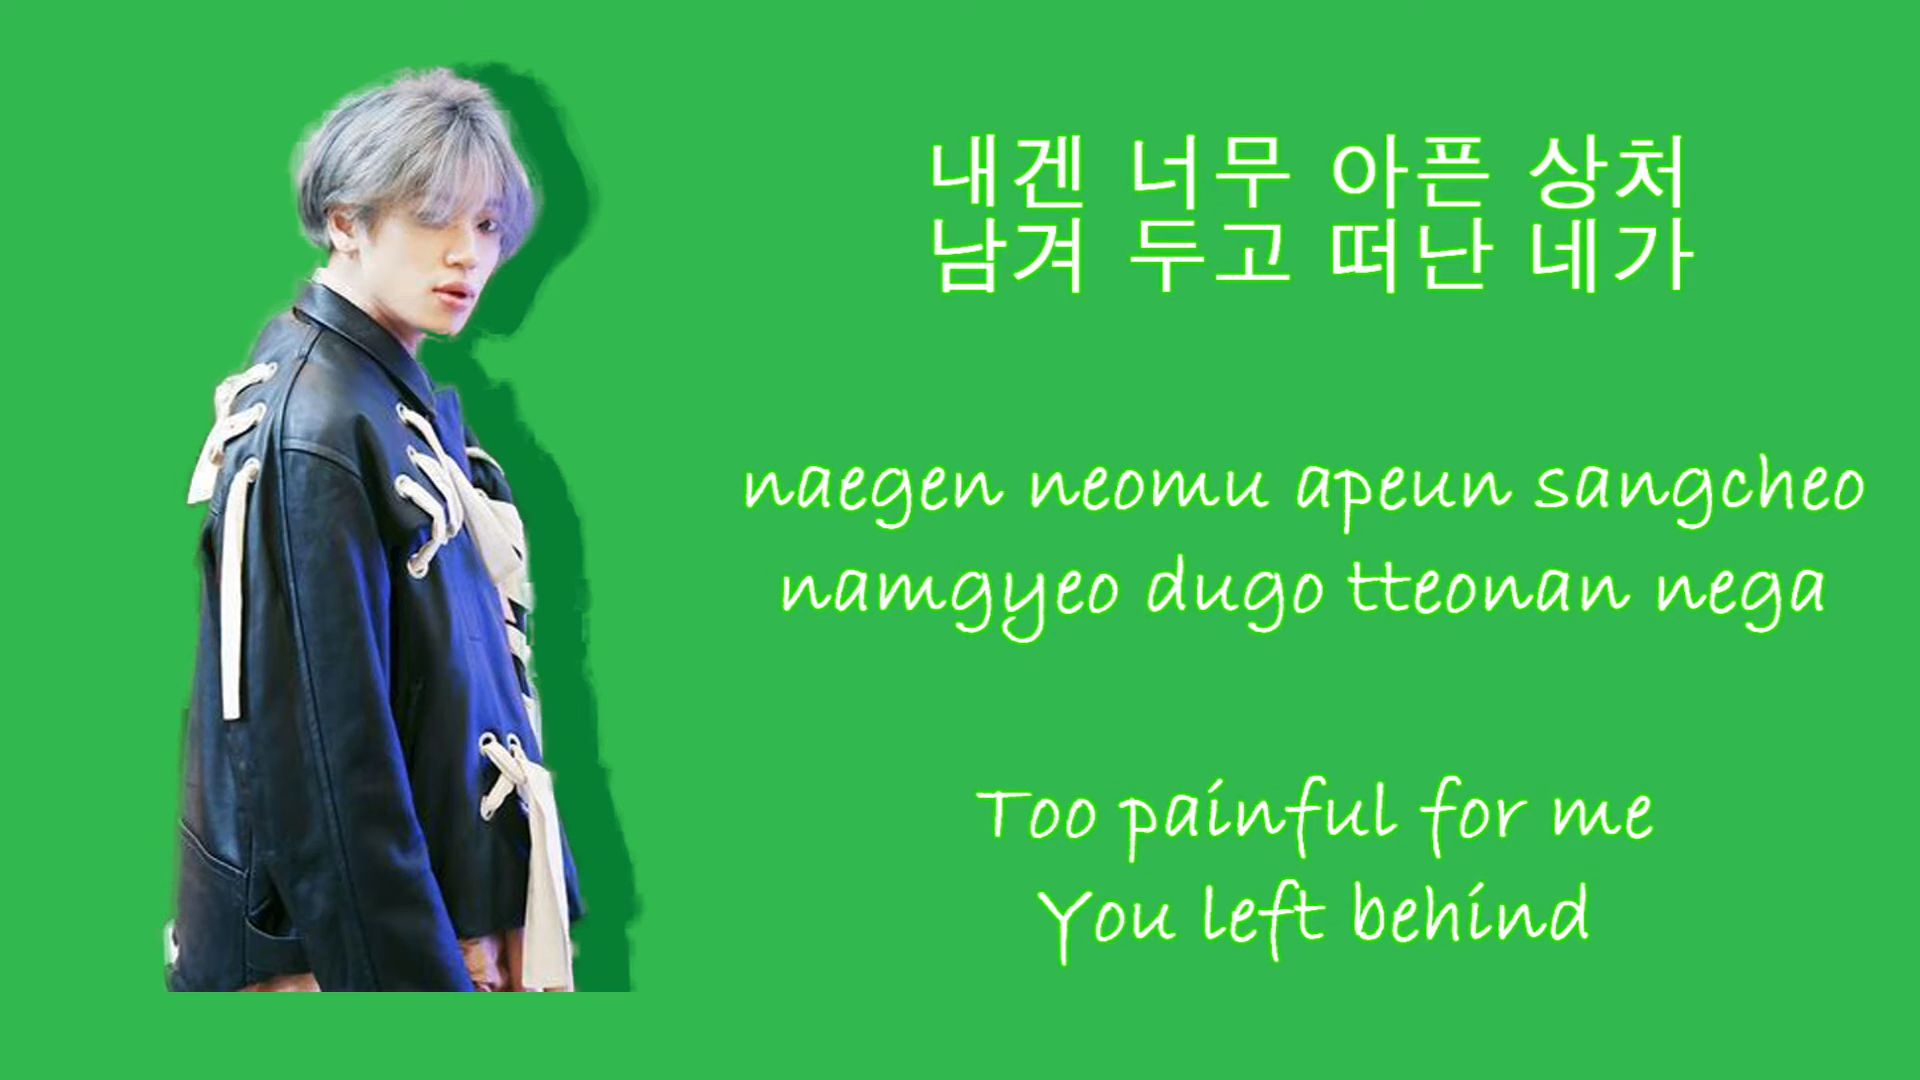 내겐 너무 아픈 상처
남겨 두고 떠난 네가
naegen neomu apeun sangcheo
namgyeo dugo tteonan nega
Too painful for me
You left behind